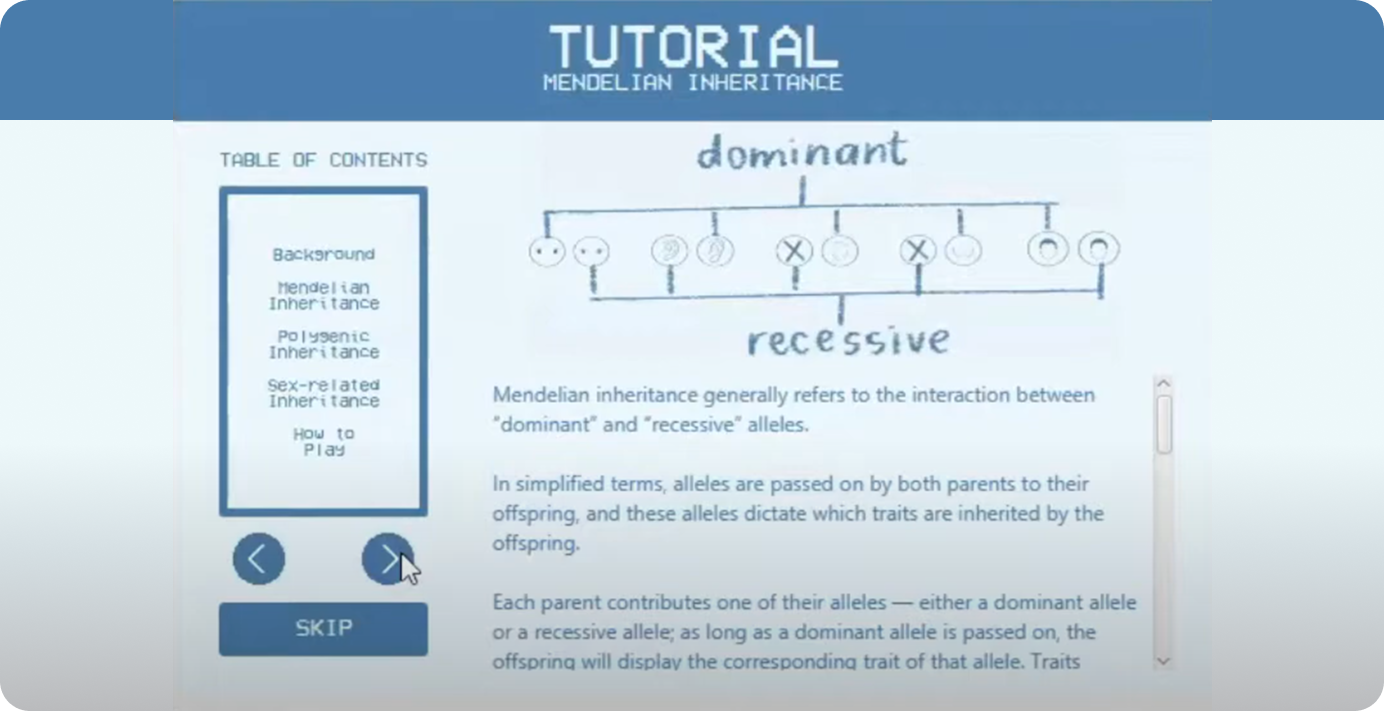 TUTORIAL
MENDELIAN INHERITANCE
TABLE OF CONTENTS
Background
Mendelian
Inheritance
Polygenic
Inheritance
Sex-related
Inheritance
How to
Play
SKIP
dominant
recessive
Mendelian inheritance generally refers to the interaction between
"dominant" and "recessive" alleles.
In simplified terms, alleles are passed on by both parents to their
offspring, and these alleles dictate which traits are inherited by the
offspring.
Each parent contributes one of their alleles — either a dominant allele
or a recessive allele; as long as a dominant allele is passed on, the
offspring will display the corresponding trait of that allele. Traits